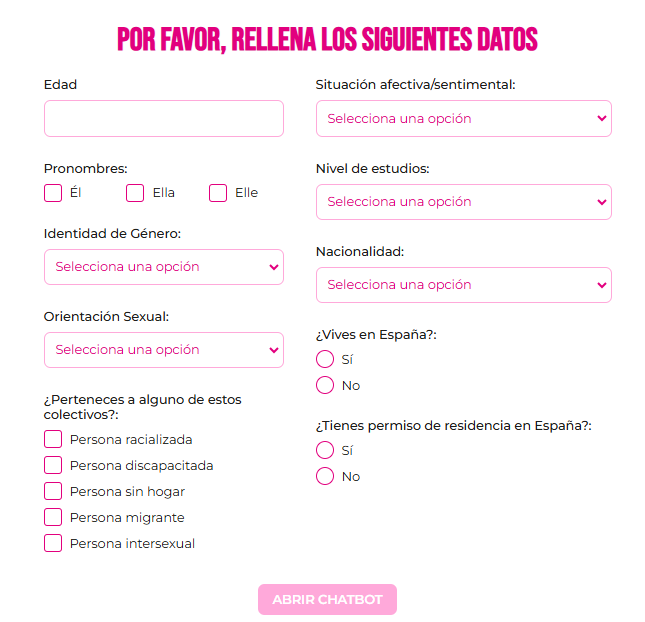 POR FAVOR, RELLENA LOS SIGUIENTES DATOS
Edad
Pronombres:
Él
Ella
Elle
Identidad de Género:
Selecciona una opción
Orientación Sexual:
Selecciona una opción
¿Perteneces a alguno de estos
colectivos?:
Persona racializada
Persona discapacitada
Persona sin hogar
Persona migrante
Persona intersexual
Situación afectiva/sentimental:
Selecciona una opción
Nivel de estudios:
Selecciona una opción
Nacionalidad:
Selecciona una opción
¿Vives en España?:
Sí
No
¿Tienes permiso de residencia en España?:
Sí
No
ABRIR CHATBOT